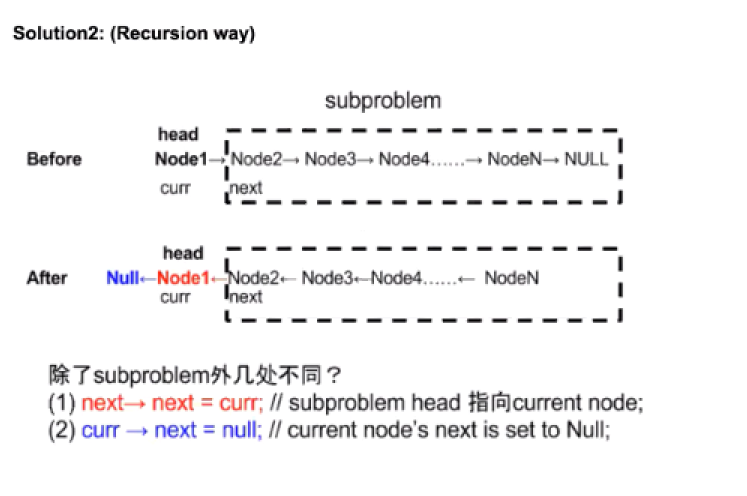 Solution2: (Recursion way)
subproblem
head
Before Node1→Node2→ Node3→ Node4......→ NodeN→ NULL
curr next
head
After Null←Node1←Node2← Node3←Node4......← NodeN
curr next
除了subproblem外几处不同？
(1) next→ next = curr; // subproblem head 指向current node;
(2) curr → next = null; // current node's next is set to Null;